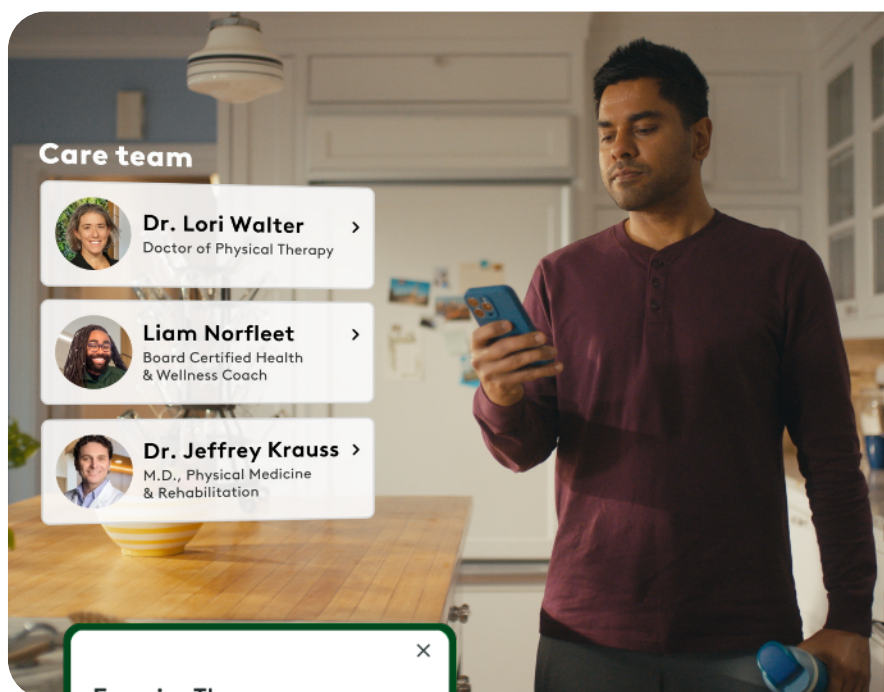 Care team
Dr. Lori Walter
Doctor of Physical Therapy
Liam Norfleet
Board Certified Health
& Wellness Coach
Dr. Jeffrey Krauss
M.D., Physical Medicine
& Rehabilitation